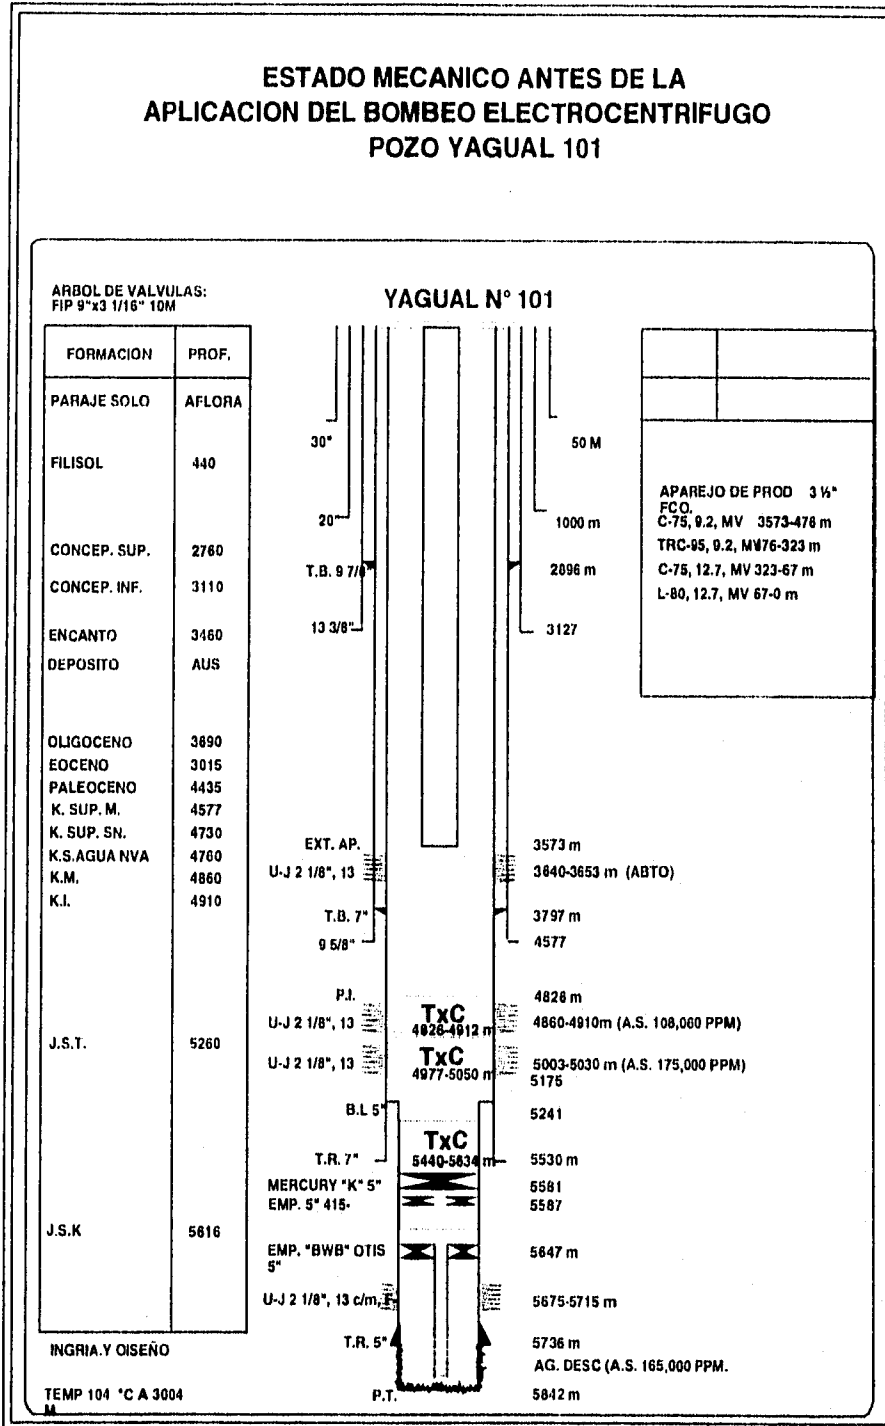 ESTADO MECANICO ANTES DE LA
APLICACION DEL BOMBEO ELECTROCENTRIFUGO
POZO YAGUAL 101
ARBOL DE VALVULAS:
FIP 9"x3 1/16" 10M
YAGUAL N° 101
FORMACION PROF.
PARAJE SOLO AFLORA
FILISOL 440
CONCEP. SUP. 2760
CONCEP. INF. 3110
ENCANTO 3460
DEPOSITO AUS
OLIGOCENO 3690
EOCENO 3015
PALEOCENO 4435
K. SUP. M. 4577
K. SUP. SN. 4730
K.S.AGUA NVA 4760
K.M. 4860
K.I. 4910
J.S.T. 5260
J.S.K 5616
INGRIA.Y OISEÑO
TEMP 104 °C A 3004
M
30" 50 M
20" 1000 m
T.B. 9 7/8" 2096 m
13 3/8" 3127
EXT. AP. 3573 m
U-J 2 1/8", 13 3640-3653 m (ABTO)
T.B. 7" 3797 m
9 5/8" 4577
P.I. 4826 m
TxC
4826-4912 m
U-J 2 1/8", 13 4860-4910m (A.S. 108,060 PPM)
TxC
4977-5050 m
U-J 2 1/8", 13 5003-5030 m (A.S. 175,000 PPM)
5175
B.L 5" 5241
TxC
5440-5634 m
T.R. 7" 5530 m
MERCURY "K" 5" 5581
EMP. 5" 415- 5587
EMP. "BWB" OTIS 5647 m
5"
U-J 2 1/8", 13 c/m, F- 5675-5715 m
T.R. 5" 5736 m
AG. DESC (A.S. 165,000 PPM.
P.T. 5842 m
APAREJO DE PROD 3 ½"
FCO.
C-75, 9.2, MV 3573-476 m
TRC-95, 9.2, MV76-323 m
C-75, 12.7, MV 323-67 m
L-80, 12.7, MV 67-0 m